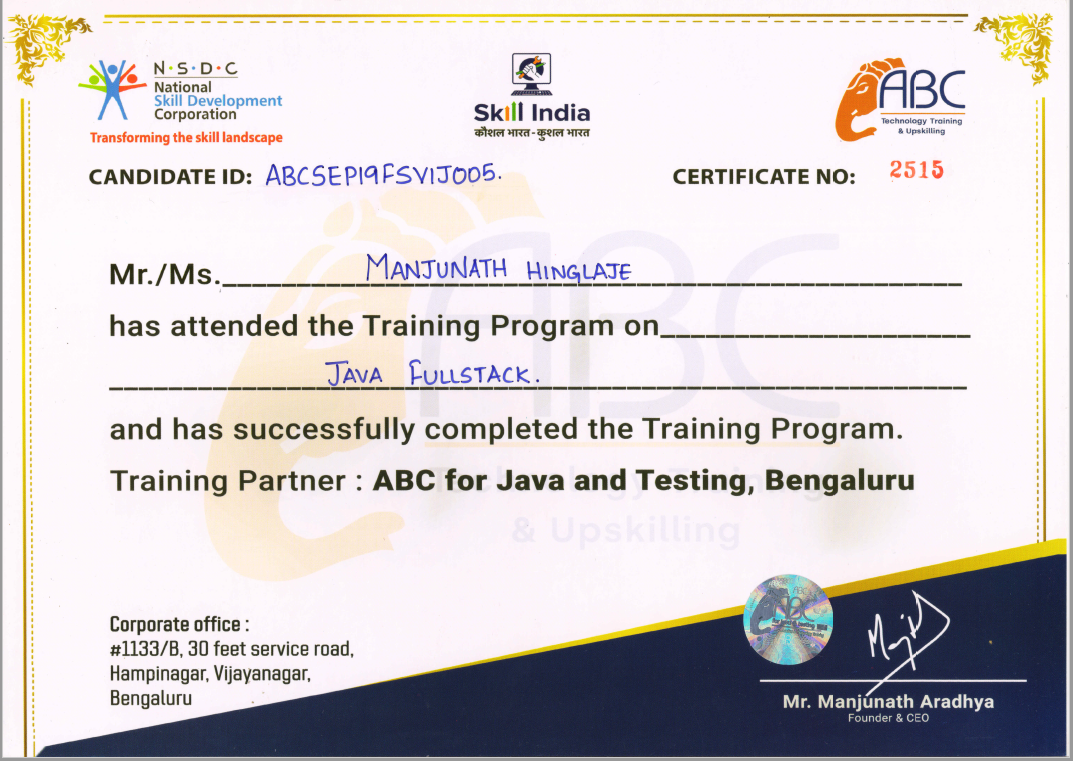 N·S·D·C
National
Skill Development
Corporation
Transforming the skill landscape
Skill India
कौशल भारत - कुशल भारत
ABC
Technology Training
& Upskilling
CANDIDATE ID: ABCSEP19FSVIJ005.
CERTIFICATE NO: 2515
Mr./Ms. MANJUNATH HINGLAJE
has attended the Training Program on
JAVA FULLSTACK.
and has successfully completed the Training Program.
Training Partner : ABC for Java and Testing, Bengaluru
ABC
Technology Training
& Upskilling
Corporate office :
#1133/B, 30 feet service road,
Hampinagar, Vijayanagar,
Bengaluru
ABC
Mr. Manjunath Aradhya
Founder & CEO